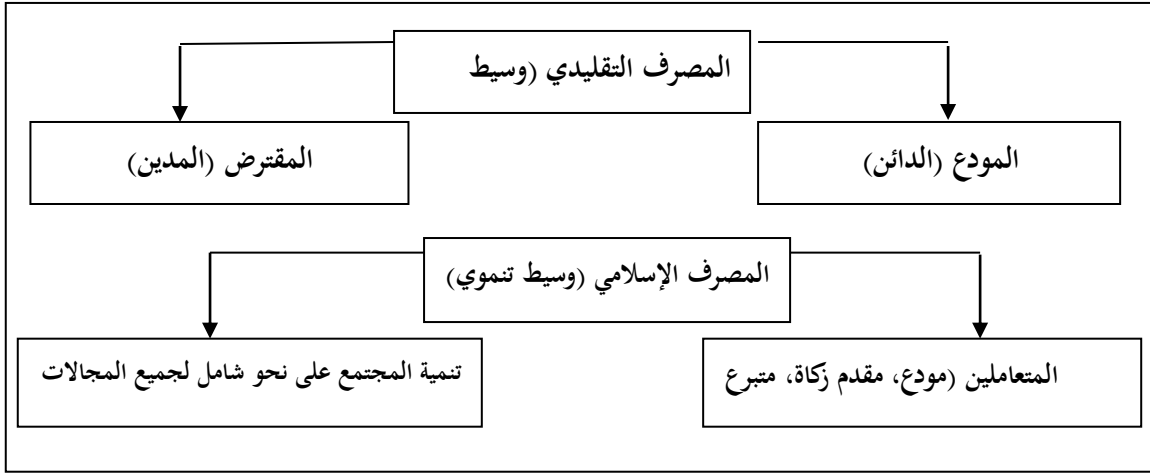 المصرف التقليدي (وسيط
المودع (الدائن)
المقترض (المدين)
المصرف الإسلامي (وسيط تنموي)
المتعاملين (مودع، مقدم زكاة، متبرع
تنمية المجتمع على نحو شامل لجميع المجالات